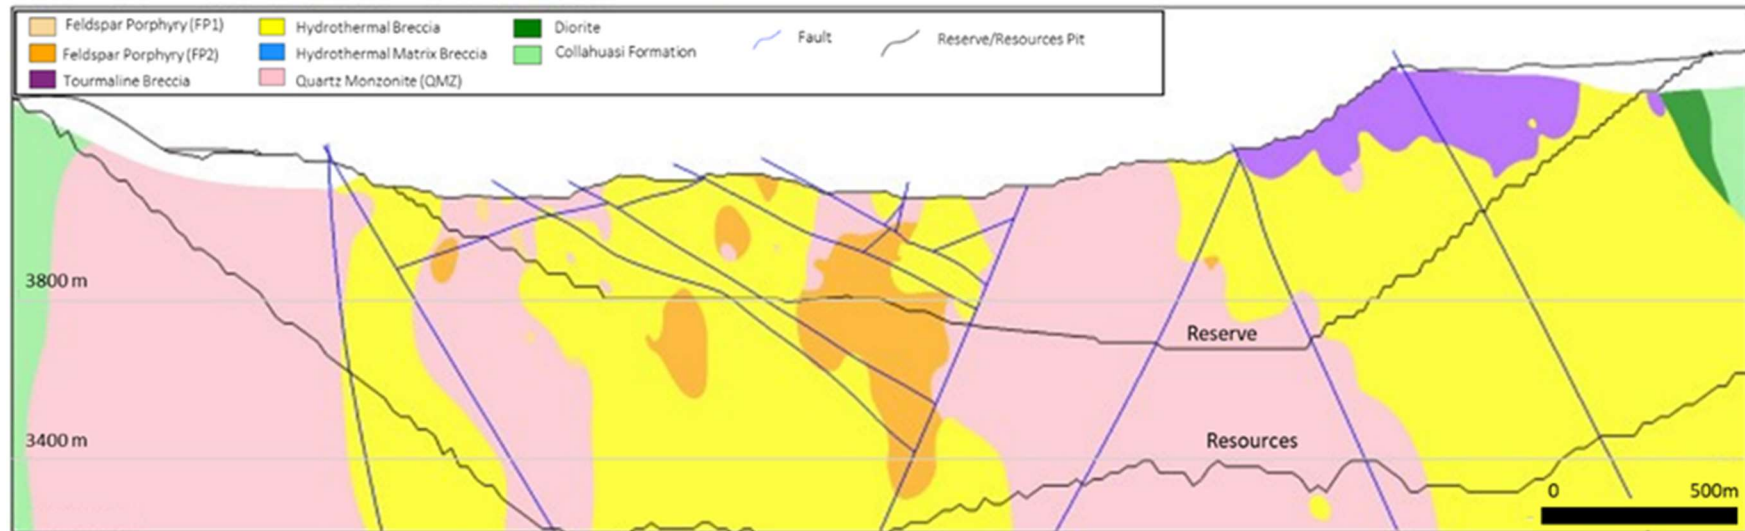 Feldspar Porphyry (FP1)
Feldspar Porphyry (FP2)
Tourmaline Breccia
Hydrothermal Breccia
Hydrothermal Matrix Breccia
Quartz Monzonite (QMZ)
Diorite
Collahuasi Formation
Fault
Reserve/Resources Pit
3800 m
Reserve
3400 m
Resources
0 500m